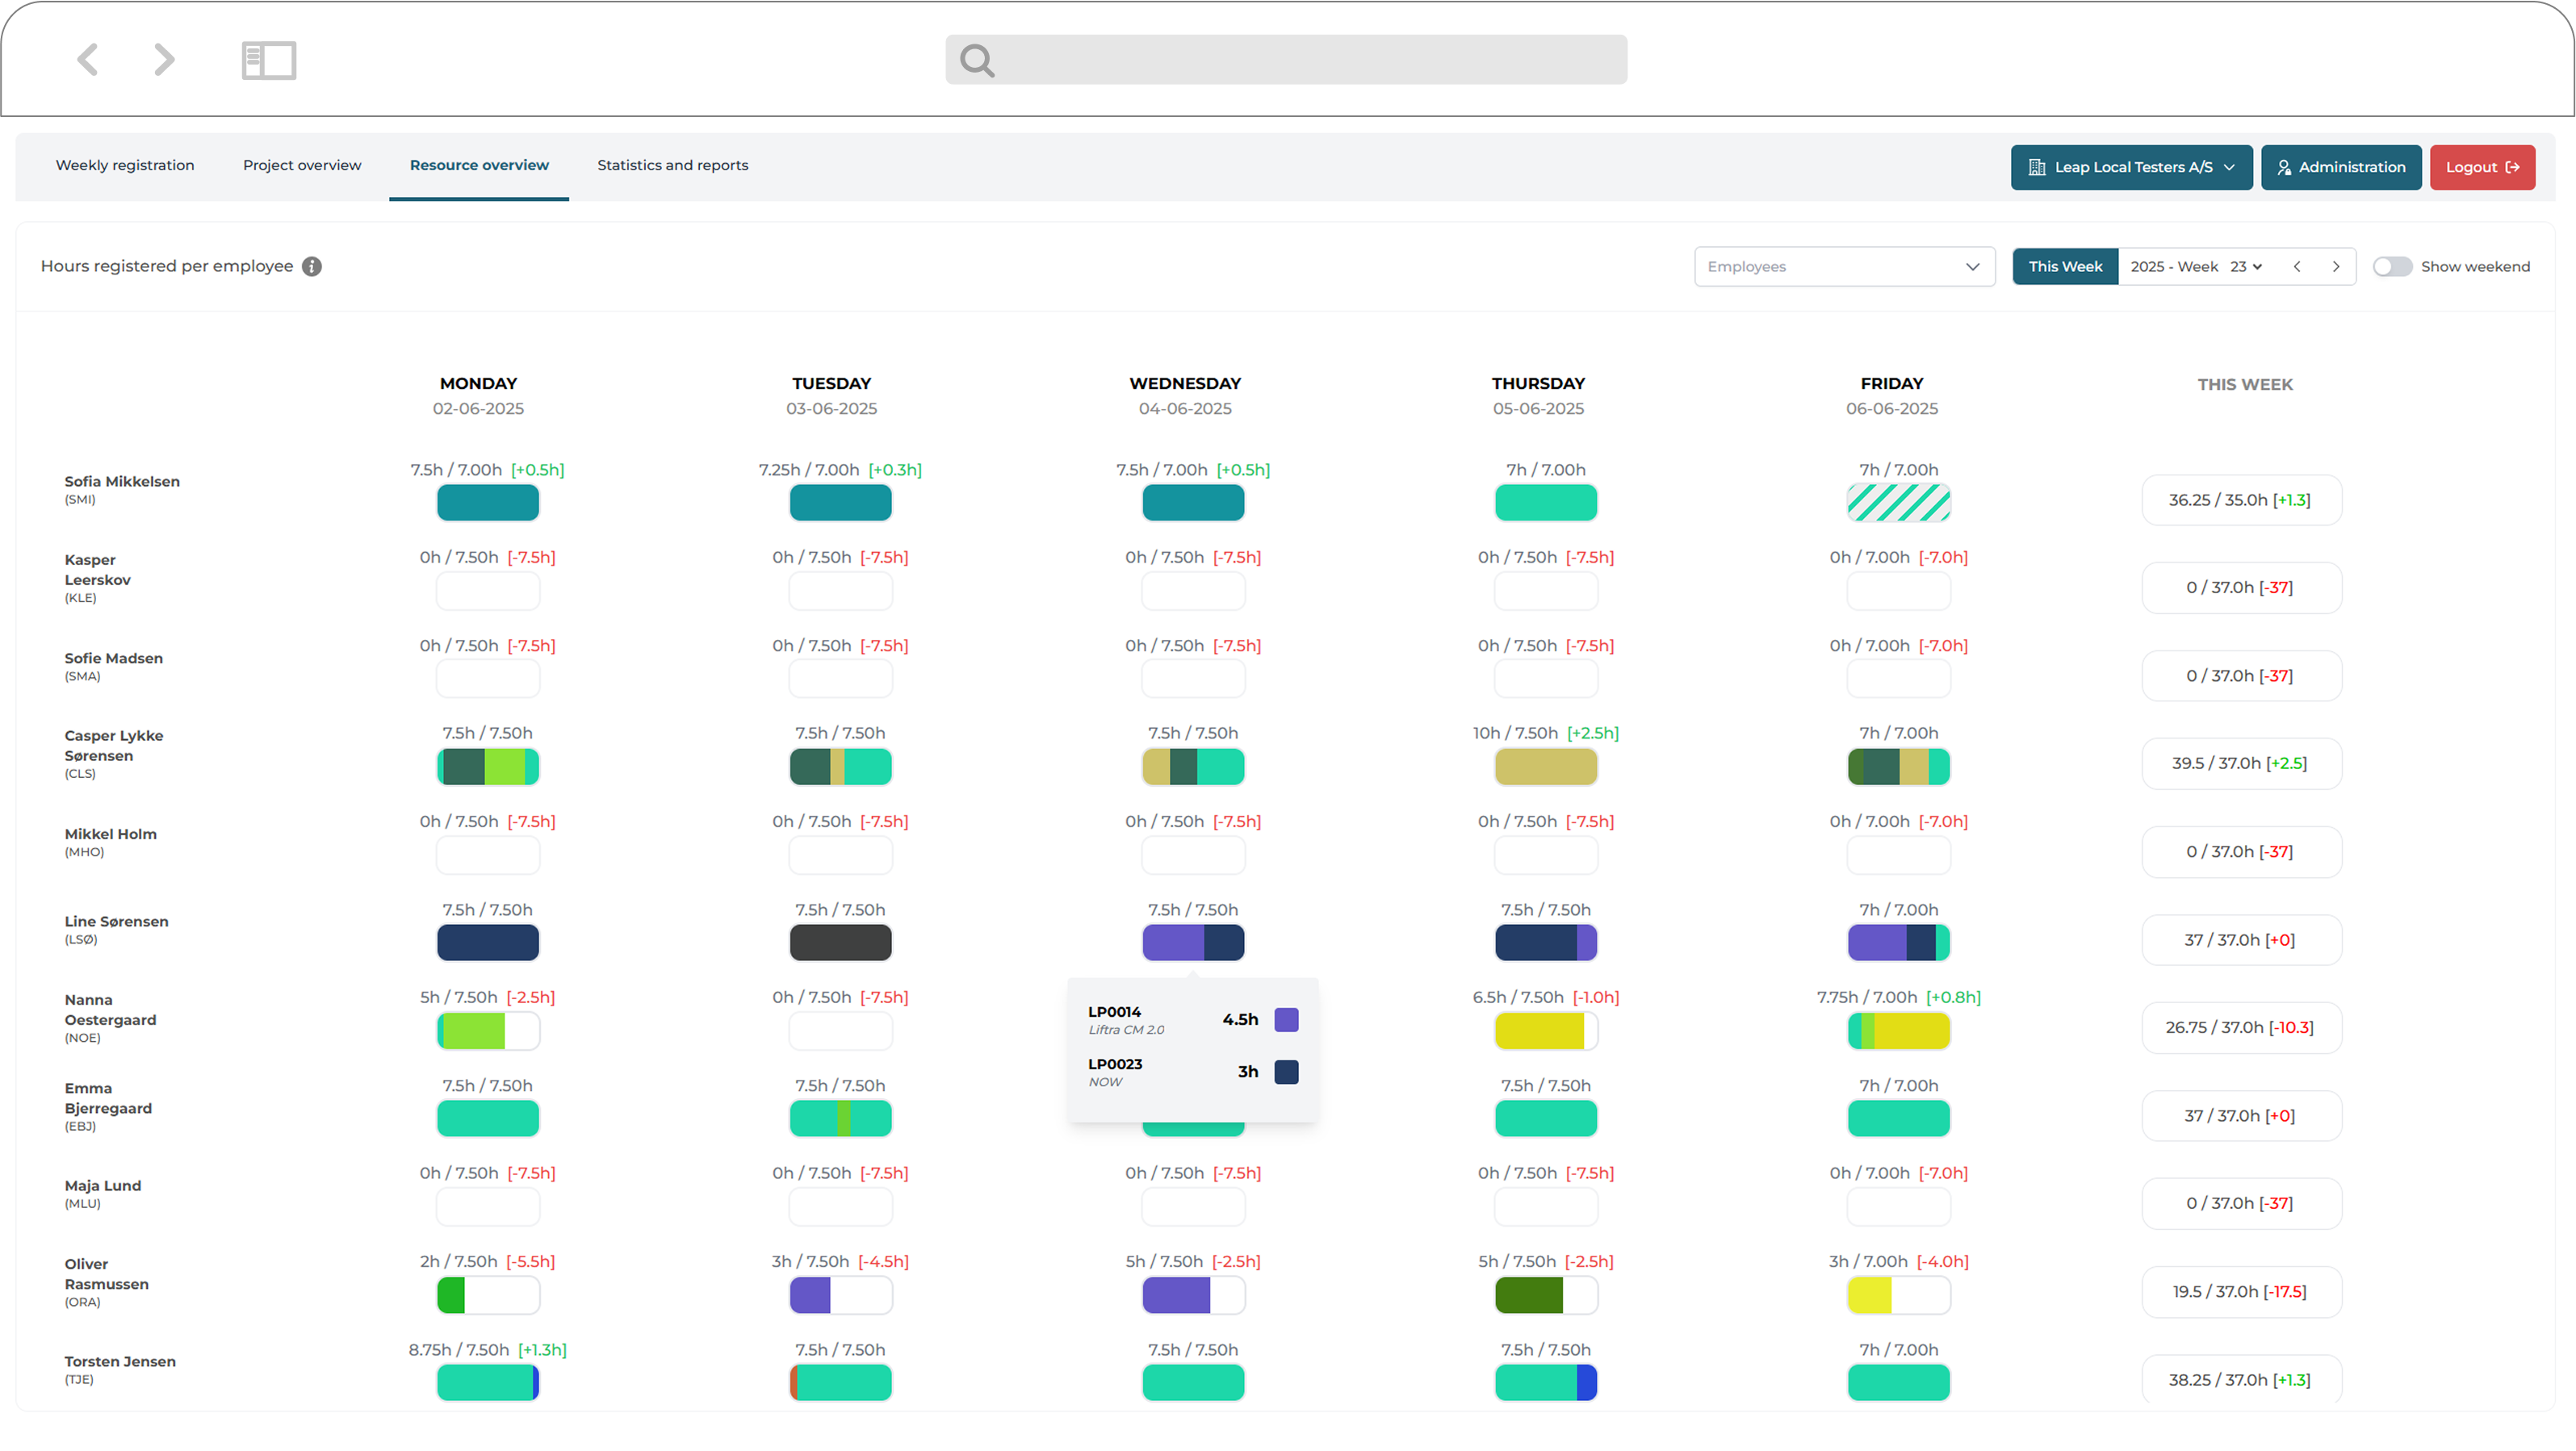 Weekly registration Project overview Resource overview Statistics and reports Leap Local Testers A/S Administration Logout
Hours registered per employee Employees This Week 2025 - Week 23 Show weekend
MONDAY TUESDAY WEDNESDAY THURSDAY FRIDAY THIS WEEK
02-06-2025 03-06-2025 04-06-2025 05-06-2025 06-06-2025
7.5h / 7.00h [+0.5h] 7.25h / 7.00h [+0.3h] 7.5h / 7.00h [+0.5h] 7h / 7.00h 7h / 7.00h
Sofia Mikkelsen
(SMI) 36.25 / 35.0h [+1.3]
0h / 7.50h [-7.5h] 0h / 7.50h [-7.5h] 0h / 7.50h [-7.5h] 0h / 7.50h [-7.5h] 0h / 7.00h [-7.0h]
Kasper
Leerskov 0 / 37.0h [-37]
(KLE)
0h / 7.50h [-7.5h] 0h / 7.50h [-7.5h] 0h / 7.50h [-7.5h] 0h / 7.50h [-7.5h] 0h / 7.00h [-7.0h]
Sofie Madsen
(SMA) 0 / 37.0h [-37]
7.5h / 7.50h 7.5h / 7.50h 7.5h / 7.50h 10h / 7.50h [+2.5h] 7h / 7.00h
Casper Lykke
Sørensen 39.5 / 37.0h [+2.5]
(CLS)
0h / 7.50h [-7.5h] 0h / 7.50h [-7.5h] 0h / 7.50h [-7.5h] 0h / 7.50h [-7.5h] 0h / 7.00h [-7.0h]
Mikkel Holm
(MHO) 0 / 37.0h [-37]
7.5h / 7.50h 7.5h / 7.50h 7.5h / 7.50h 7.5h / 7.50h 7h / 7.00h
Line Sørensen
(LSØ) 37 / 37.0h [+0]
5h / 7.50h [-2.5h] 0h / 7.50h [-7.5h] 6.5h / 7.50h [-1.0h] 7.75h / 7.00h [+0.8h]
Nanna
Oestergaard 26.75 / 37.0h [-10.3]
(NOE)
LP0014 4.5h
Liftra CM 2.0
LP0023 3h
NOW
7.5h / 7.50h 7.5h / 7.50h 7.5h / 7.50h 7h / 7.00h
Emma
Bjerregaard 37 / 37.0h [+0]
(EBJ)
0h / 7.50h [-7.5h] 0h / 7.50h [-7.5h] 0h / 7.50h [-7.5h] 0h / 7.50h [-7.5h] 0h / 7.00h [-7.0h]
Maja Lund
(MLU) 0 / 37.0h [-37]
2h / 7.50h [-5.5h] 3h / 7.50h [-4.5h] 5h / 7.50h [-2.5h] 5h / 7.50h [-2.5h] 3h / 7.00h [-4.0h]
Oliver
Rasmussen 19.5 / 37.0h [-17.5]
(ORA)
8.75h / 7.50h [+1.3h] 7.5h / 7.50h 7.5h / 7.50h 7.5h / 7.50h 7h / 7.00h
Torsten Jensen
(TJE) 38.25 / 37.0h [+1.3]